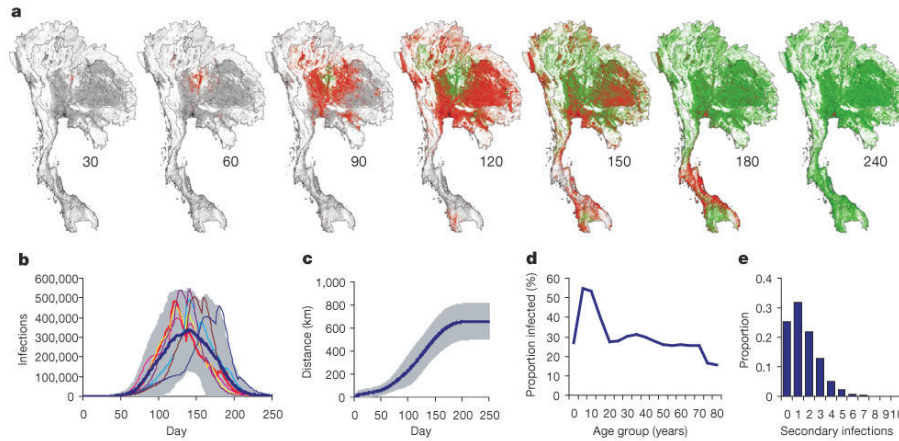 a
30
60
90
120
150
180
240
b
600,000
500,000
400,000
300,000
200,000
100,000
0
Infections
0 50 100 150 200 250
Day
c
1,000
800
600
400
200
0
Distance (km)
0 50 100 150 200 250
Day
d
60
50
40
30
20
10
0
Proportion infected (%)
0 10 20 30 40 50 60 70 80
Age group (years)
e
0.4
0.3
0.2
0.1
0
Proportion
0 1 2 3 4 5 6 7 8 9 10
Secondary infections